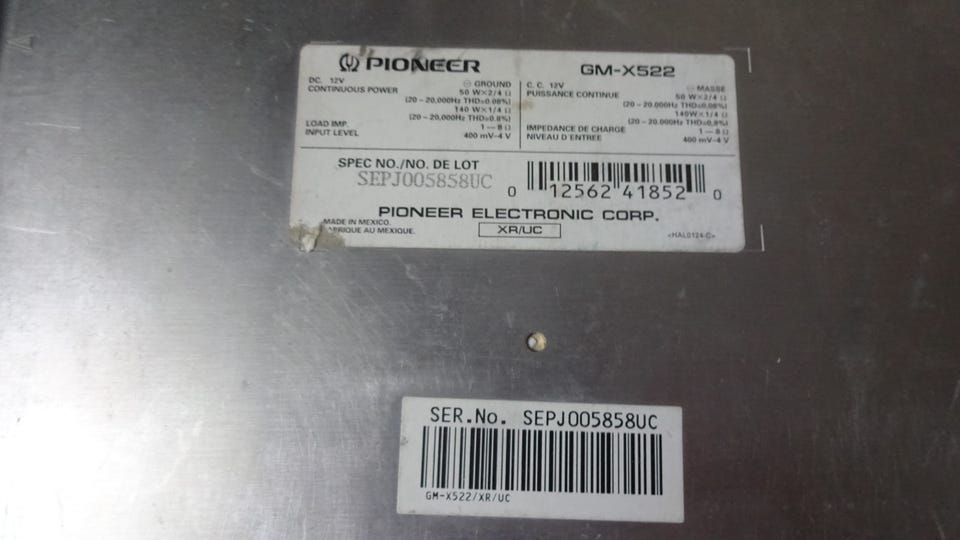 PIONEER GM-X522
DC. 12V ⊖ GROUND
CONTINUOUS POWER 50 W×2/4 Ω
(20 – 20,000Hz THD=0.08%)
140 W×1/4 Ω
(20 – 20,000Hz THD=0.8%)
LOAD IMP. 1 — 8 Ω
INPUT LEVEL 400 mV–4 V
C. C. 12V ⊖ MASSE
PUISSANCE CONTINUE 50 W×2/4 Ω
(20 – 20.000Hz THD=0,08%)
140W×1/4 Ω
(20 – 20.000Hz THD=0,8%)
IMPEDANCE DE CHARGE 1 — 8 Ω
NIVEAU D'ENTREE 400 mV–4 V
SPEC NO./NO. DE LOT
SEPJ005858UC
0 12562 41852 0
PIONEER ELECTRONIC CORP.
MADE IN MEXICO.
AU MEXIQUE.
XR/UC
<HAL0124-C>
SER.No. SEPJ005858UC
GM-X522/XR/UC